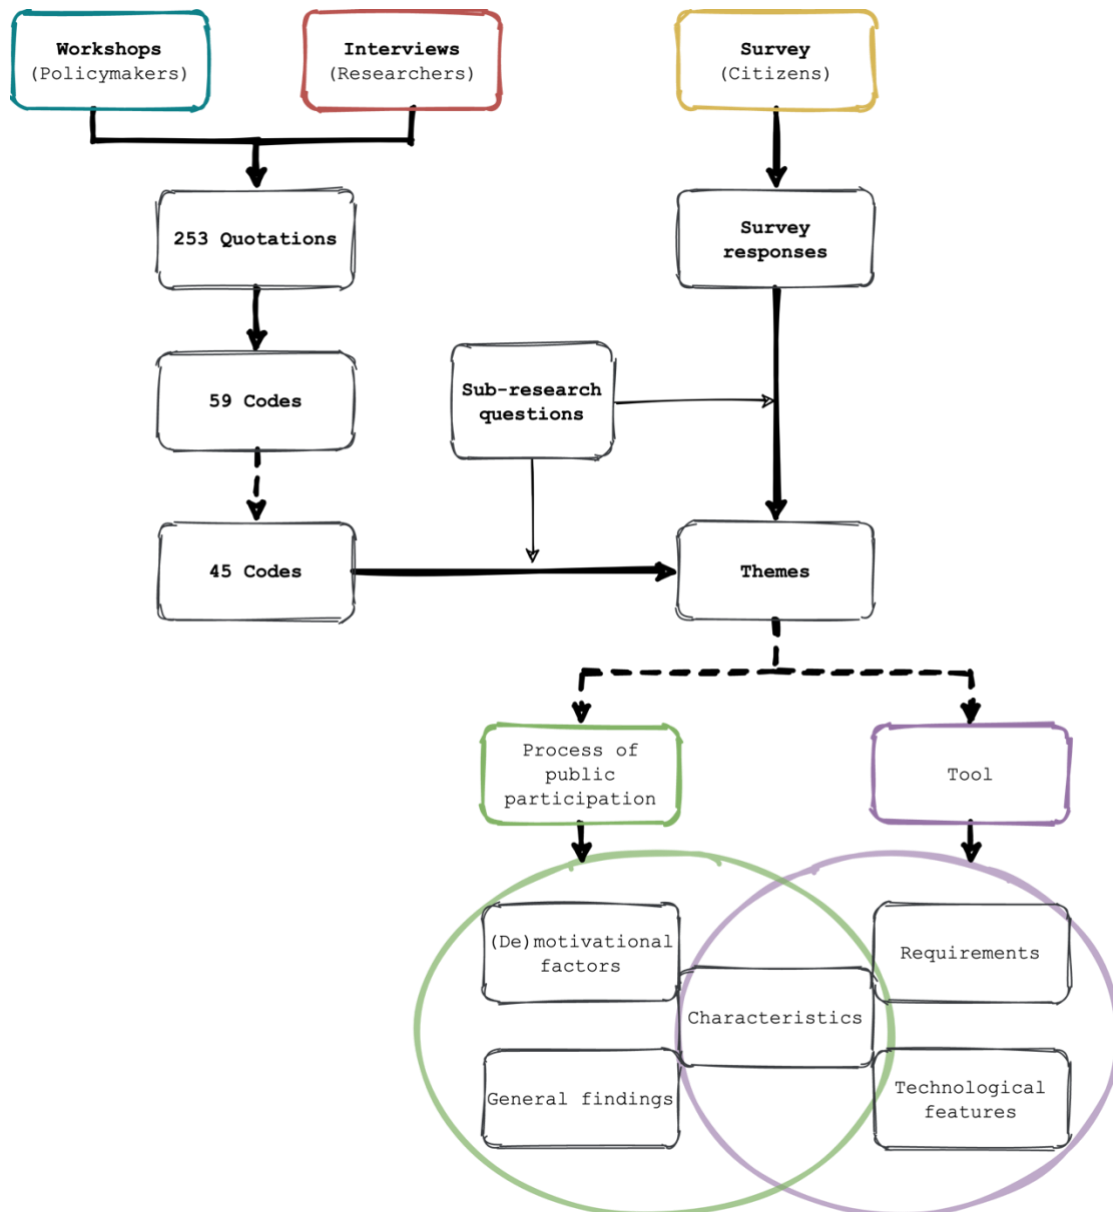 Workshops
(Policymakers)
Interviews
(Researchers)
Survey
(Citizens)
253 Quotations
Survey
responses
59 Codes
Sub-research
questions
45 Codes
Themes
Process of
public
participation
Tool
(De)motivational
factors
Requirements
Characteristics
General findings
Technological
features